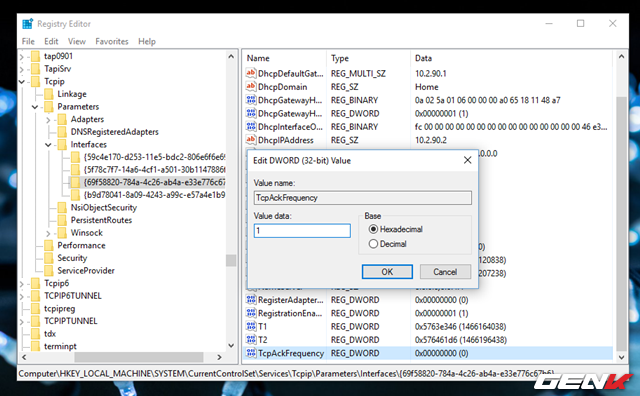 Registry Editor
File Edit View Favorites Help
tap0901
TapiSrv
Tcpip
Linkage
Parameters
Adapters
DNSRegisteredAdapters
Interfaces
{59c4e170-d253-11e5-bdc2-806e6f6e69
{5f78c7f7-14a6-4cf1-a501-30b1147886f
{69f58820-784a-4c26-ab4a-e33e776c67
{b9d78041-8a09-4243-a99c-e57a4e1b9
NsiObjectSecurity
PersistentRoutes
Winsock
Performance
Security
ServiceProvider
Tcpip6
TCPIP6TUNNEL
tcpipreg
TCPIPTUNNEL
tdx
terminpt
Name Type Data
DhcpDefaultGat... REG_MULTI_SZ 10.2.90.1
DhcpDomain REG_SZ Home
DhcpGatewayH... REG_BINARY 0a 02 5a 01 06 00 00 00 a0 65 18 11 48 a7
DhcpGatewayH... REG_DWORD 0x00000001 (1)
DhcpInterfaceO... REG_BINARY fc 00 00 00 00 00 00 00 00 00 00 00 46 e3...
DhcpIPAddress REG_SZ 10.2.90.2
.0.0.0
120838)
207238)
RegisterAdapter... REG_DWORD 0x00000000 (0)
RegistrationEna... REG_DWORD 0x00000001 (1)
T1 REG_DWORD 0x5763e346 (1466164038)
T2 REG_DWORD 0x576461d6 (1466196438)
TcpAckFrequency REG_DWORD 0x00000000 (0)
Edit DWORD (32-bit) Value
Value name:
TcpAckFrequency
Value data:
1
Base
Hexadecimal
Decimal
OK Cancel
Computer\HKEY_LOCAL_MACHINE\SYSTEM\CurrentControlSet\Services\Tcpip\Parameters\Interfaces\{69f58820-784a-4c26-ab4a-e33e776c67b6}
GENK